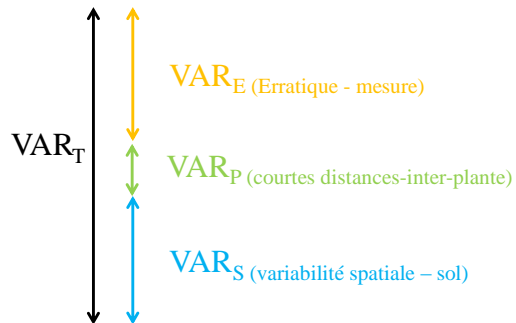 VAR_E (Erratique - mesure)
VAR_T
VAR_P (courtes distances-inter-plante)
VAR_S (variabilité spatiale – sol)